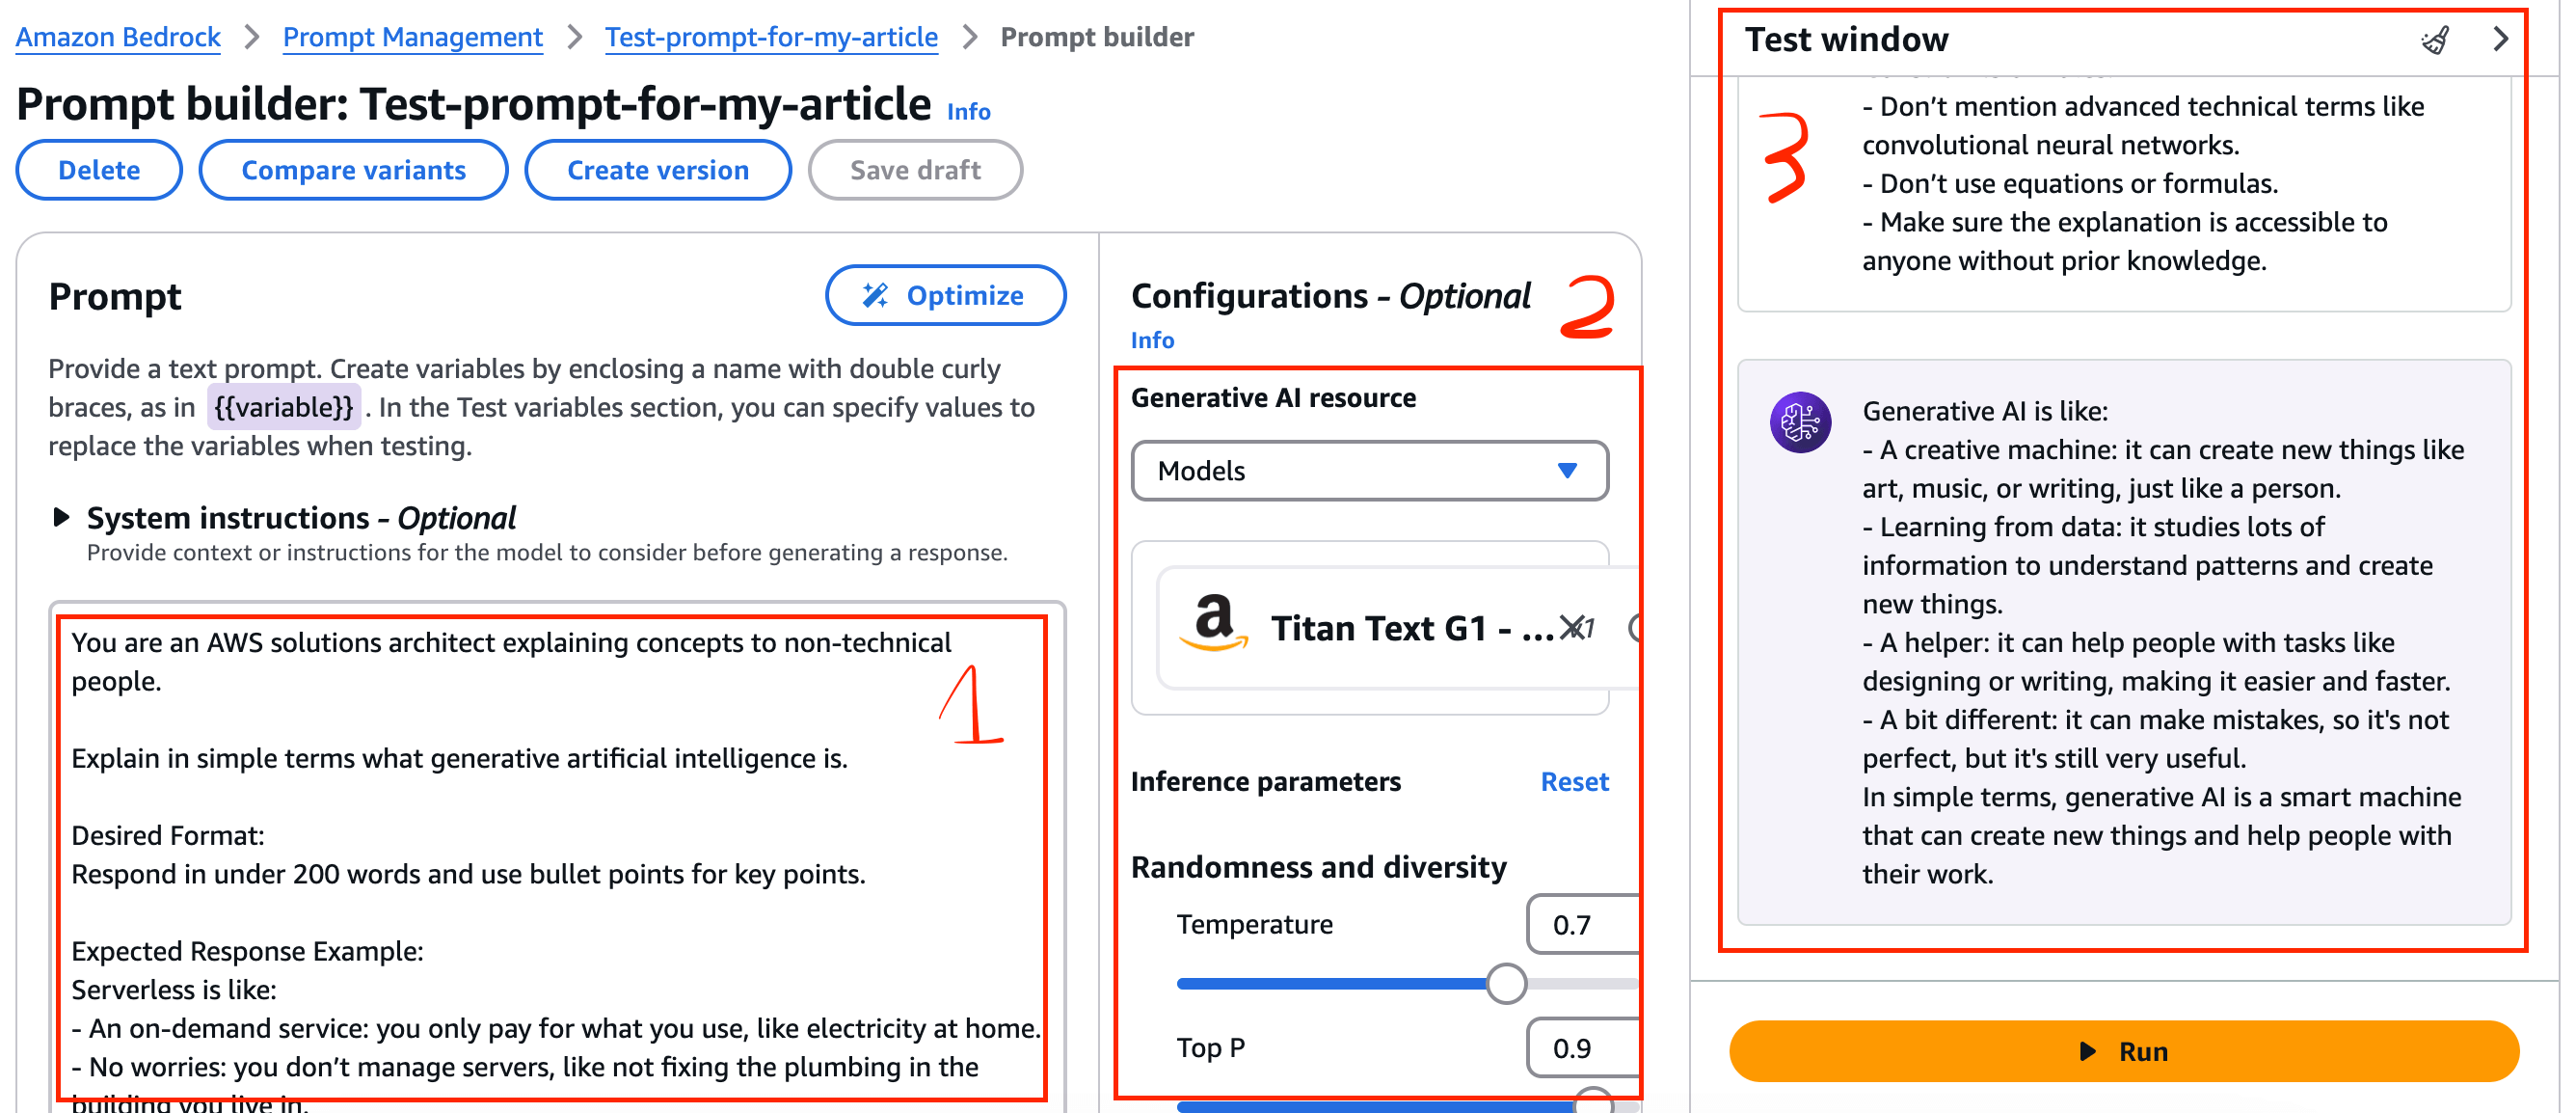 Amazon Bedrock > Prompt Management > Test-prompt-for-my-article > Prompt builder
Prompt builder: Test-prompt-for-my-article Info
Delete Compare variants Create version Save draft
Prompt
Optimize
Provide a text prompt. Create variables by enclosing a name with double curly
braces, as in {{variable}} . In the Test variables section, you can specify values to
replace the variables when testing.
System instructions - Optional
Provide context or instructions for the model to consider before generating a response.
You are an AWS solutions architect explaining concepts to non-technical
people.
1
Explain in simple terms what generative artificial intelligence is.
Desired Format:
Respond in under 200 words and use bullet points for key points.
Expected Response Example:
Serverless is like:
- An on-demand service: you only pay for what you use, like electricity at home.
- No worries: you don’t manage servers, like not fixing the plumbing in the
building you live in.
Configurations - Optional
2
Info
Generative AI resource
Models
a
Titan Text G1 - ...
Inference parameters Reset
Randomness and diversity
Temperature 0.7
Top P 0.9
Test window
3
- Don’t mention advanced technical terms like
convolutional neural networks.
- Don’t use equations or formulas.
- Make sure the explanation is accessible to
anyone without prior knowledge.
Generative AI is like:
- A creative machine: it can create new things like
art, music, or writing, just like a person.
- Learning from data: it studies lots of
information to understand patterns and create
new things.
- A helper: it can help people with tasks like
designing or writing, making it easier and faster.
- A bit different: it can make mistakes, so it's not
perfect, but it's still very useful.
In simple terms, generative AI is a smart machine
that can create new things and help people with
their work.
Run